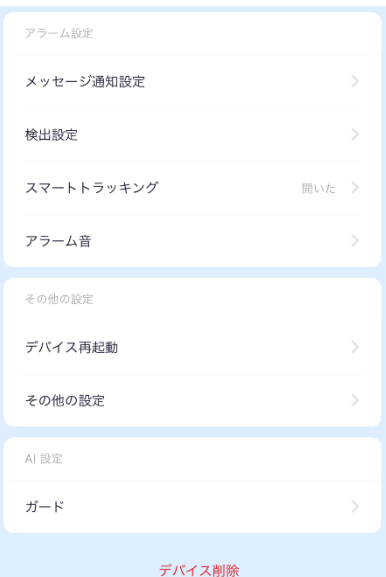 アラーム設定
メッセージ通知設定
検出設定
スマートトラッキング 開いた
アラーム音
その他の設定
デバイス再起動
その他の設定
AI 設定
ガード
デバイス削除